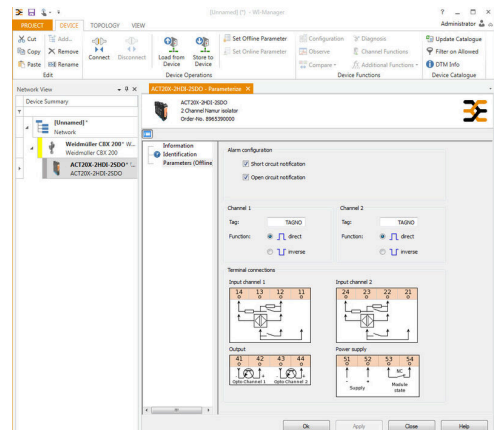 [Unnamed] (*) - WI-Manager
PROJECT DEVICE TOPOLOGY VIEW
Administrator
Cut
Copy
Paste
Add...
Remove
Rename
Edit
Connect
Disconnect
Load from Device
Store to Device
Device Operations
Set Offline Parameter
Set Online Parameter
Configuration
Observe
Compare
Diagnosis
Channel Functions
Additional Functions
Device Functions
Update Catalogue
Filter on Allowed
DTM Info
Device Catalogue
Network View
Device Summary
[Unnamed]*
Network
Weidmüller CBX 200* W...
Weidmüller CBX 200
ACT20X-2HDI-2SDO* -...
ACT20X-2HDI-2SDO
ACT20X-2HDI-2SDO - Parameterize
ACT20X-2HDI-2SDO
2 Channel Namur isolator
Order-No. 8965390000
Information
Identification
Parameters (Offline
Alarm configuration
Short circuit notification
Open circuit notification
Channel 1
Tag: TAGNO
Function: direct
inverse
Channel 2
Tag: TAGNO
Function: direct
inverse
Terminal connections
Input channel 1
14 13 12 11
Input channel 2
24 23 22 21
Output
41 42 43 44
- + - +
Opto Channel 1 Opto Channel 2
Power supply
51 52 53 54
NC
- +
Supply
Module state
Ok Apply Close Help